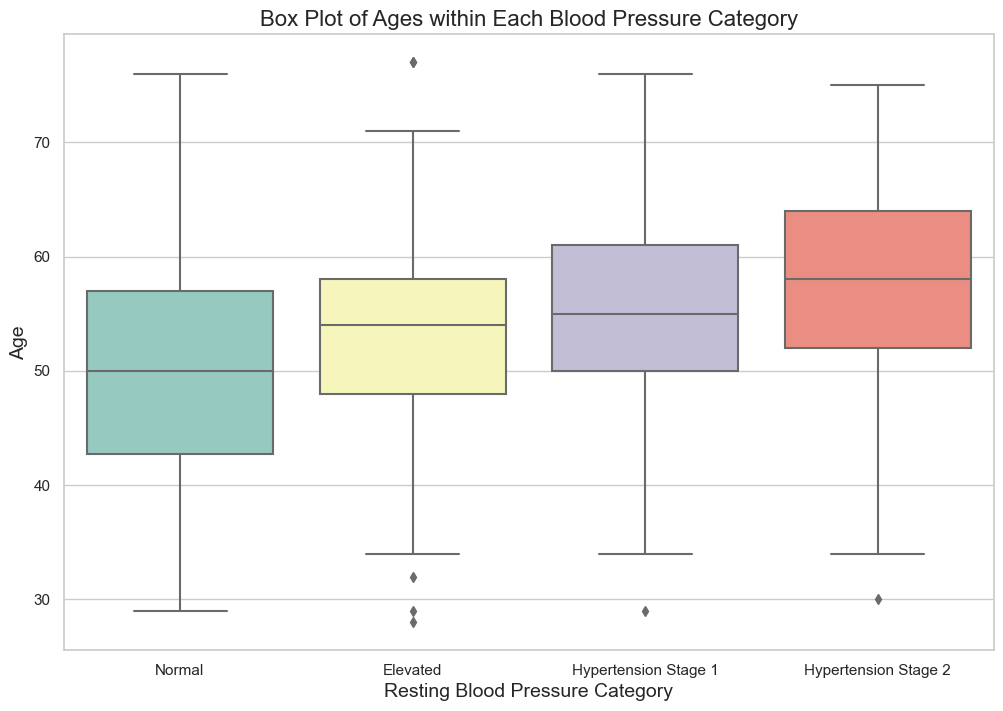 Box Plot of Ages within Each Blood Pressure Category
70
60
50
40
30
Age
Normal
Elevated
Hypertension Stage 1
Hypertension Stage 2
Resting Blood Pressure Category